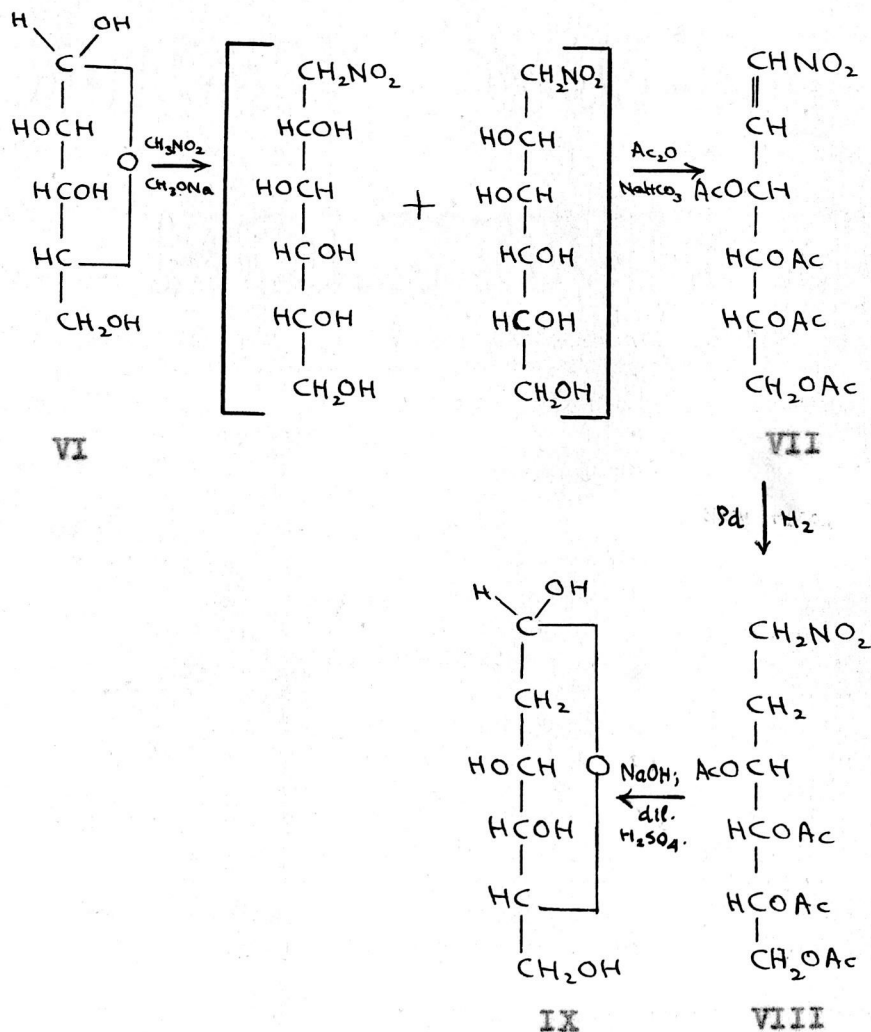 H OH
C
HOCH
O
HCOH
HC
CH2OH
VI
CH3NO2
CH3ONa
CH2NO2
HCOH
HOCH
HCOH
HCOH
CH2OH
+
CH2NO2
HOCH
HOCH
HCOH
HCOH
CH2OH
Ac2O
NaHCO3
CHNO2
CH
AcOCH
HCOAc
HCOAc
CH2OAc
VII
Pd H2
CH2NO2
CH2
AcOCH
HCOAc
HCOAc
CH2OAc
VIII
NaOH;
dil.
H2SO4.
H OH
C
CH2
HOCH
O
HCOH
HC
CH2OH
IX